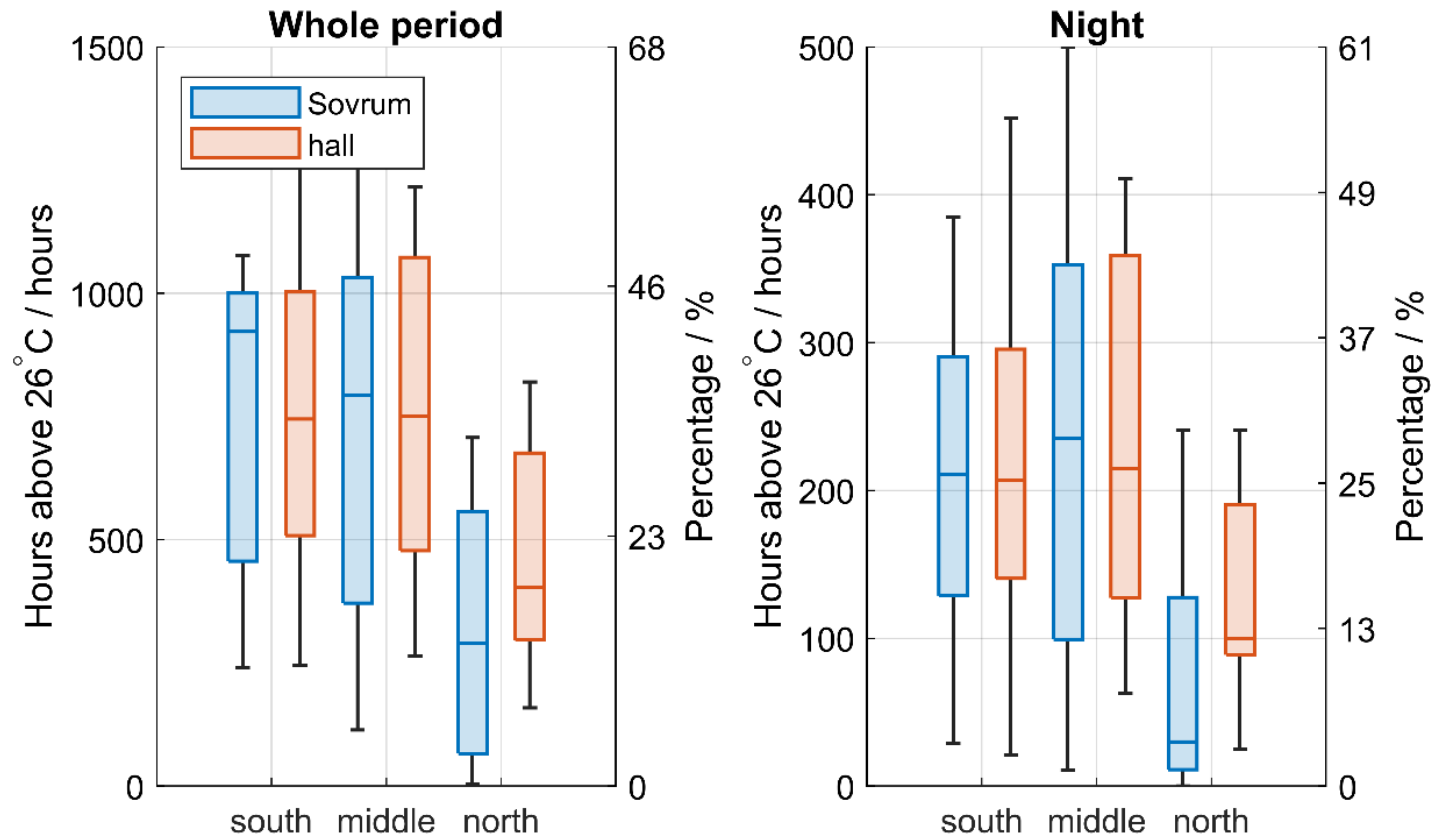 Whole period
1500
1000
500
0
Hours above 26°C / hours
Sovrum
hall
68
46
23
0
Percentage / %
south middle north
Night
500
400
300
200
100
0
Hours above 26°C / hours
61
49
37
25
13
0
Percentage / %
south middle north